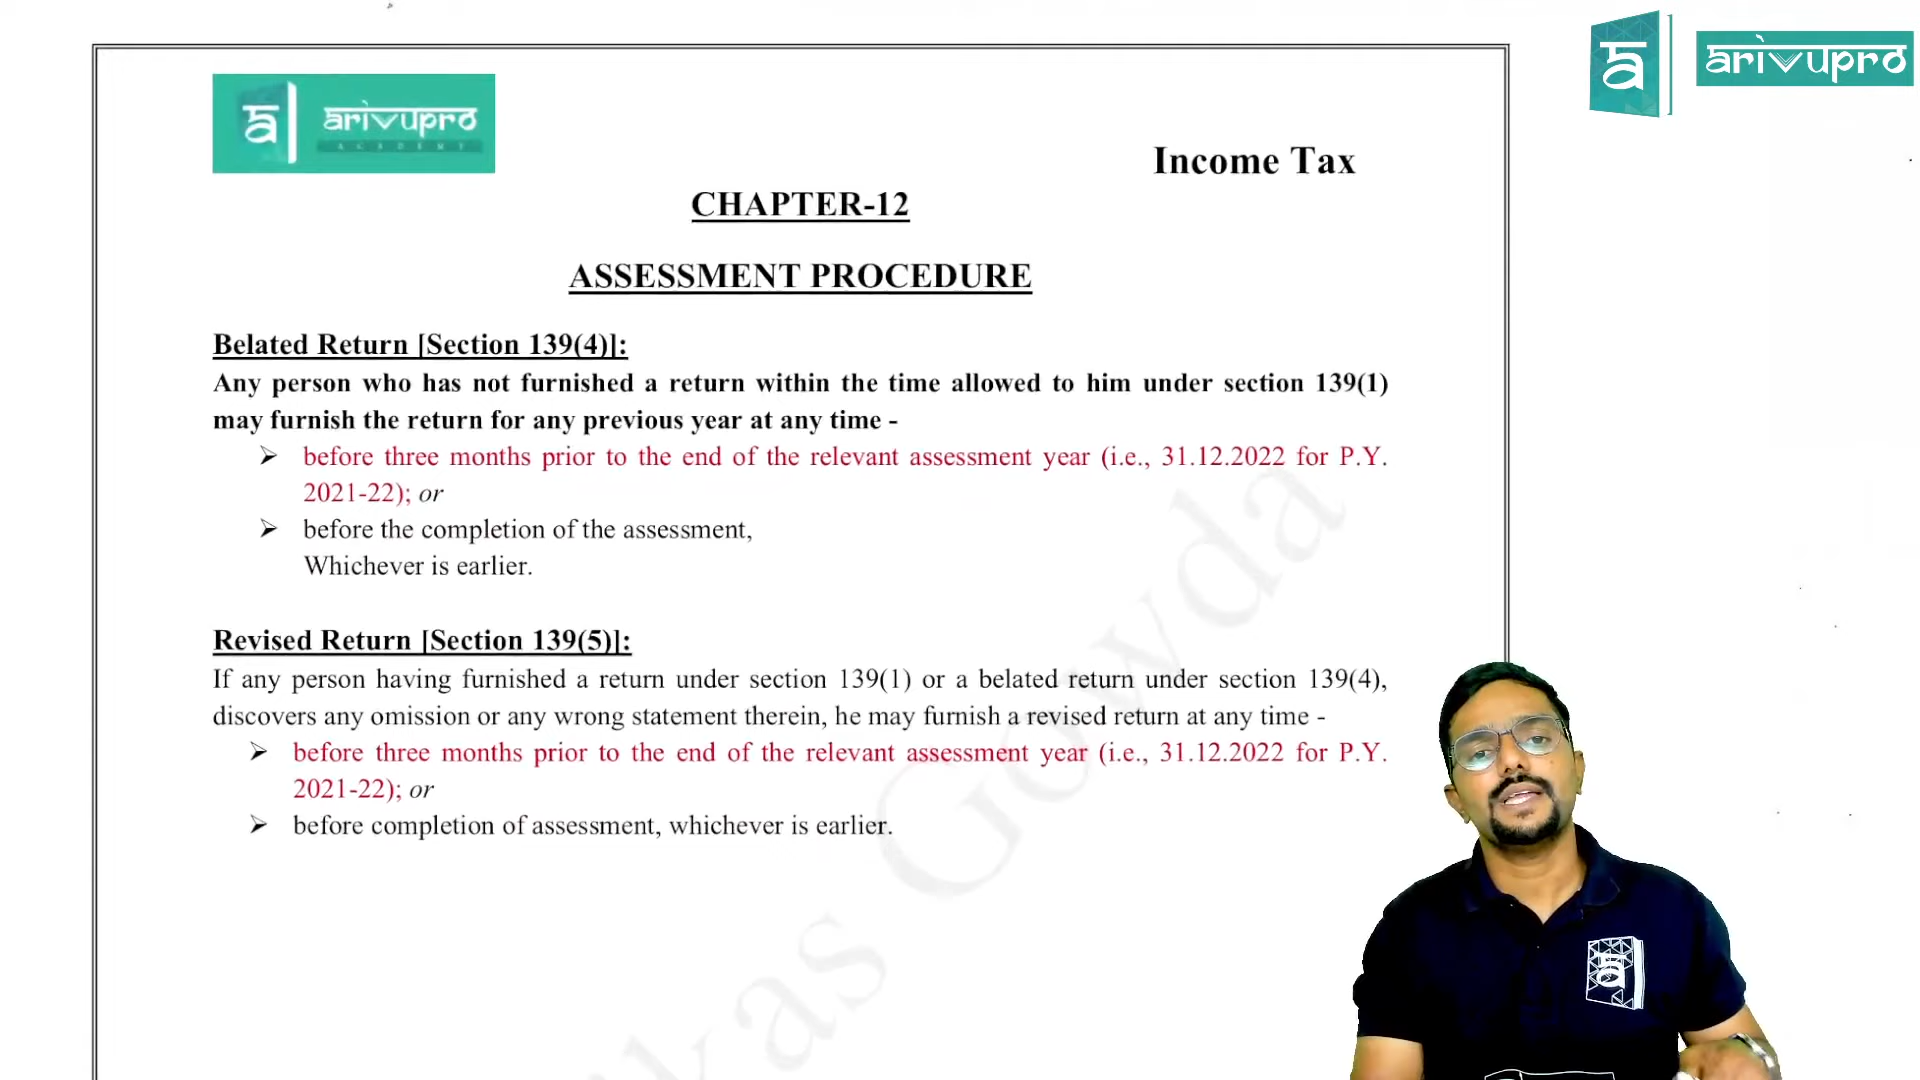 arivupro
arivupro
ACADEMY
Income Tax
CHAPTER-12
ASSESSMENT PROCEDURE
Belated Return [Section 139(4)]:
Any person who has not furnished a return within the time allowed to him under section 139(1)
may furnish the return for any previous year at any time -
➢ before three months prior to the end of the relevant assessment year (i.e., 31.12.2022 for P.Y.
2021-22); or
➢ before the completion of the assessment,
Whichever is earlier.
Revised Return [Section 139(5)]:
If any person having furnished a return under section 139(1) or a belated return under section 139(4),
discovers any omission or any wrong statement therein, he may furnish a revised return at any time -
➢ before three months prior to the end of the relevant assessment year (i.e., 31.12.2022 for P.Y.
2021-22); or
➢ before completion of assessment, whichever is earlier.
Gowda